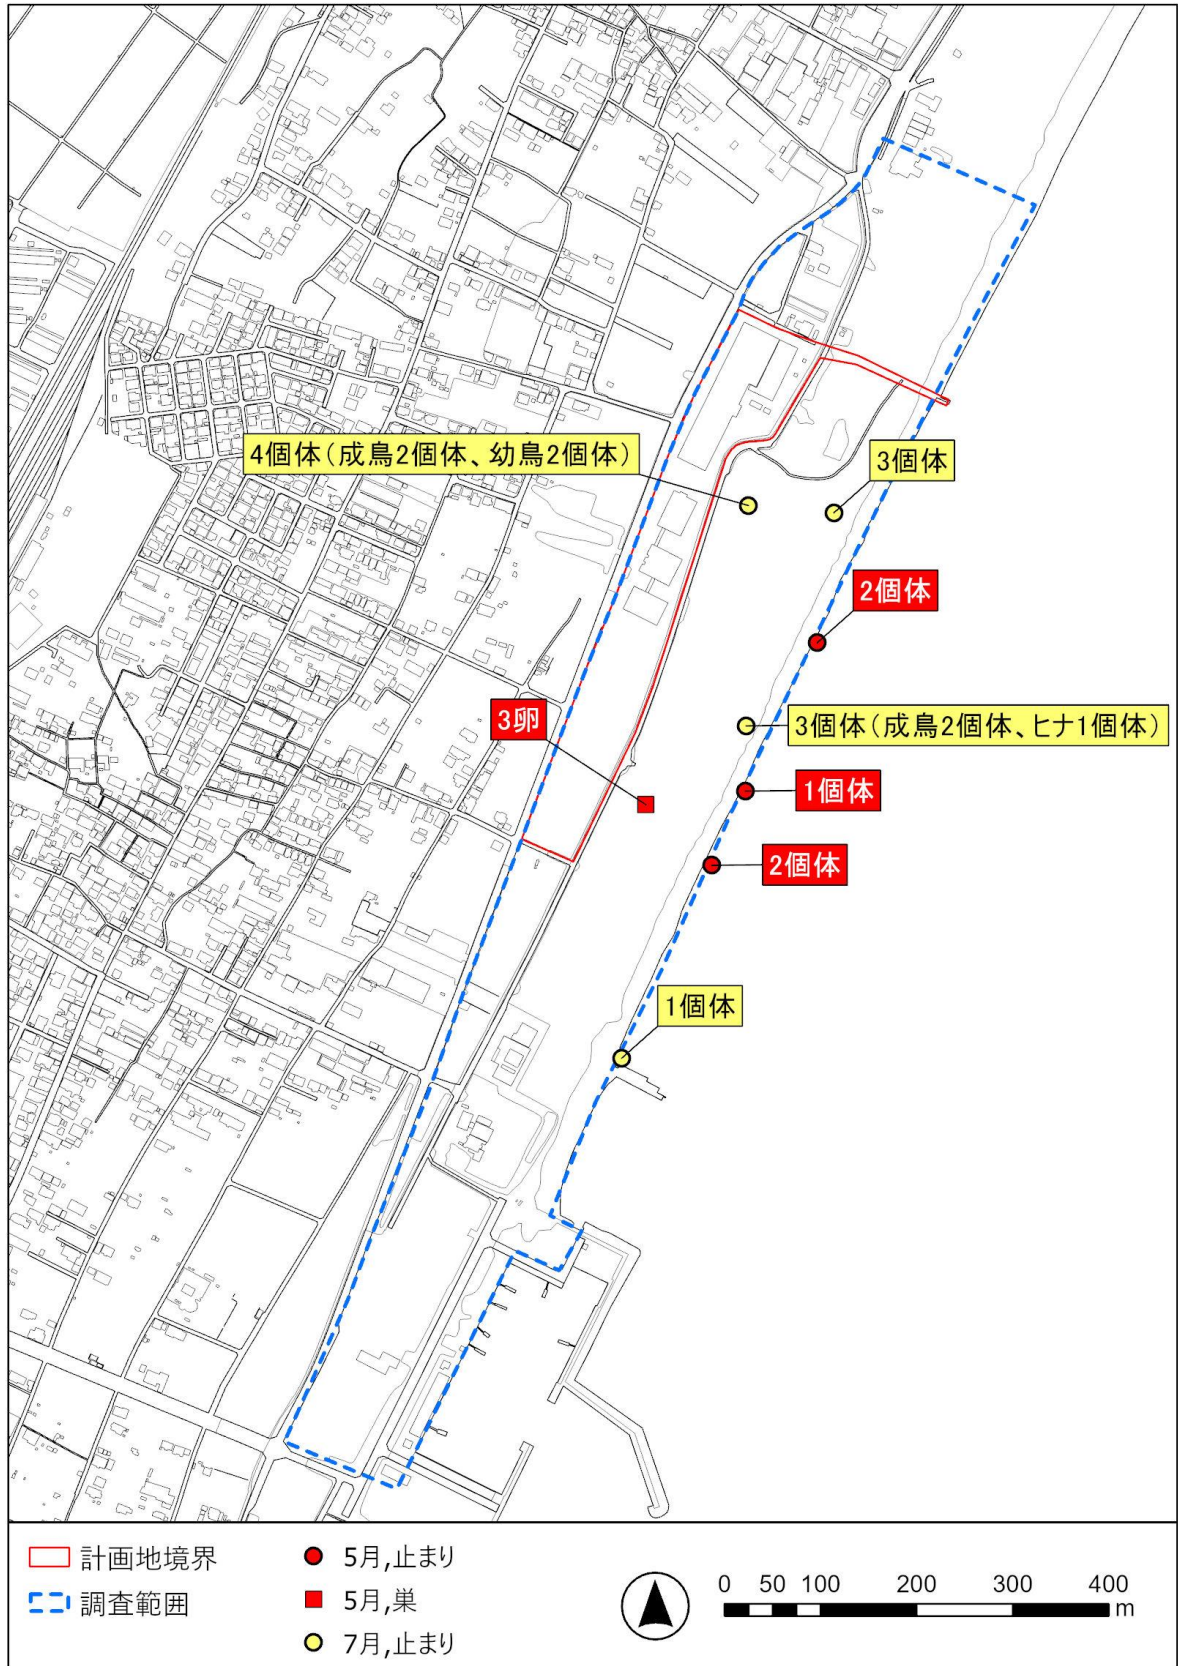 4個体(成鳥2個体、幼鳥2個体)
3個体
2個体
3卵
3個体(成鳥2個体、ヒナ1個体)
1個体
2個体
1個体
計画地境界
調査範囲
5月,止まり
5月,巣
7月,止まり
0 50 100 200 300 400
m